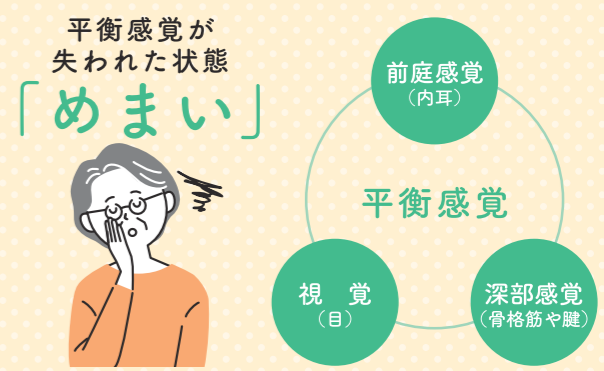 平衡感覚が
失われた状態
「めまい」
前庭感覚
（内耳）
平衡感覚
視　覚
（目）
深部感覚
（骨格筋や腱）